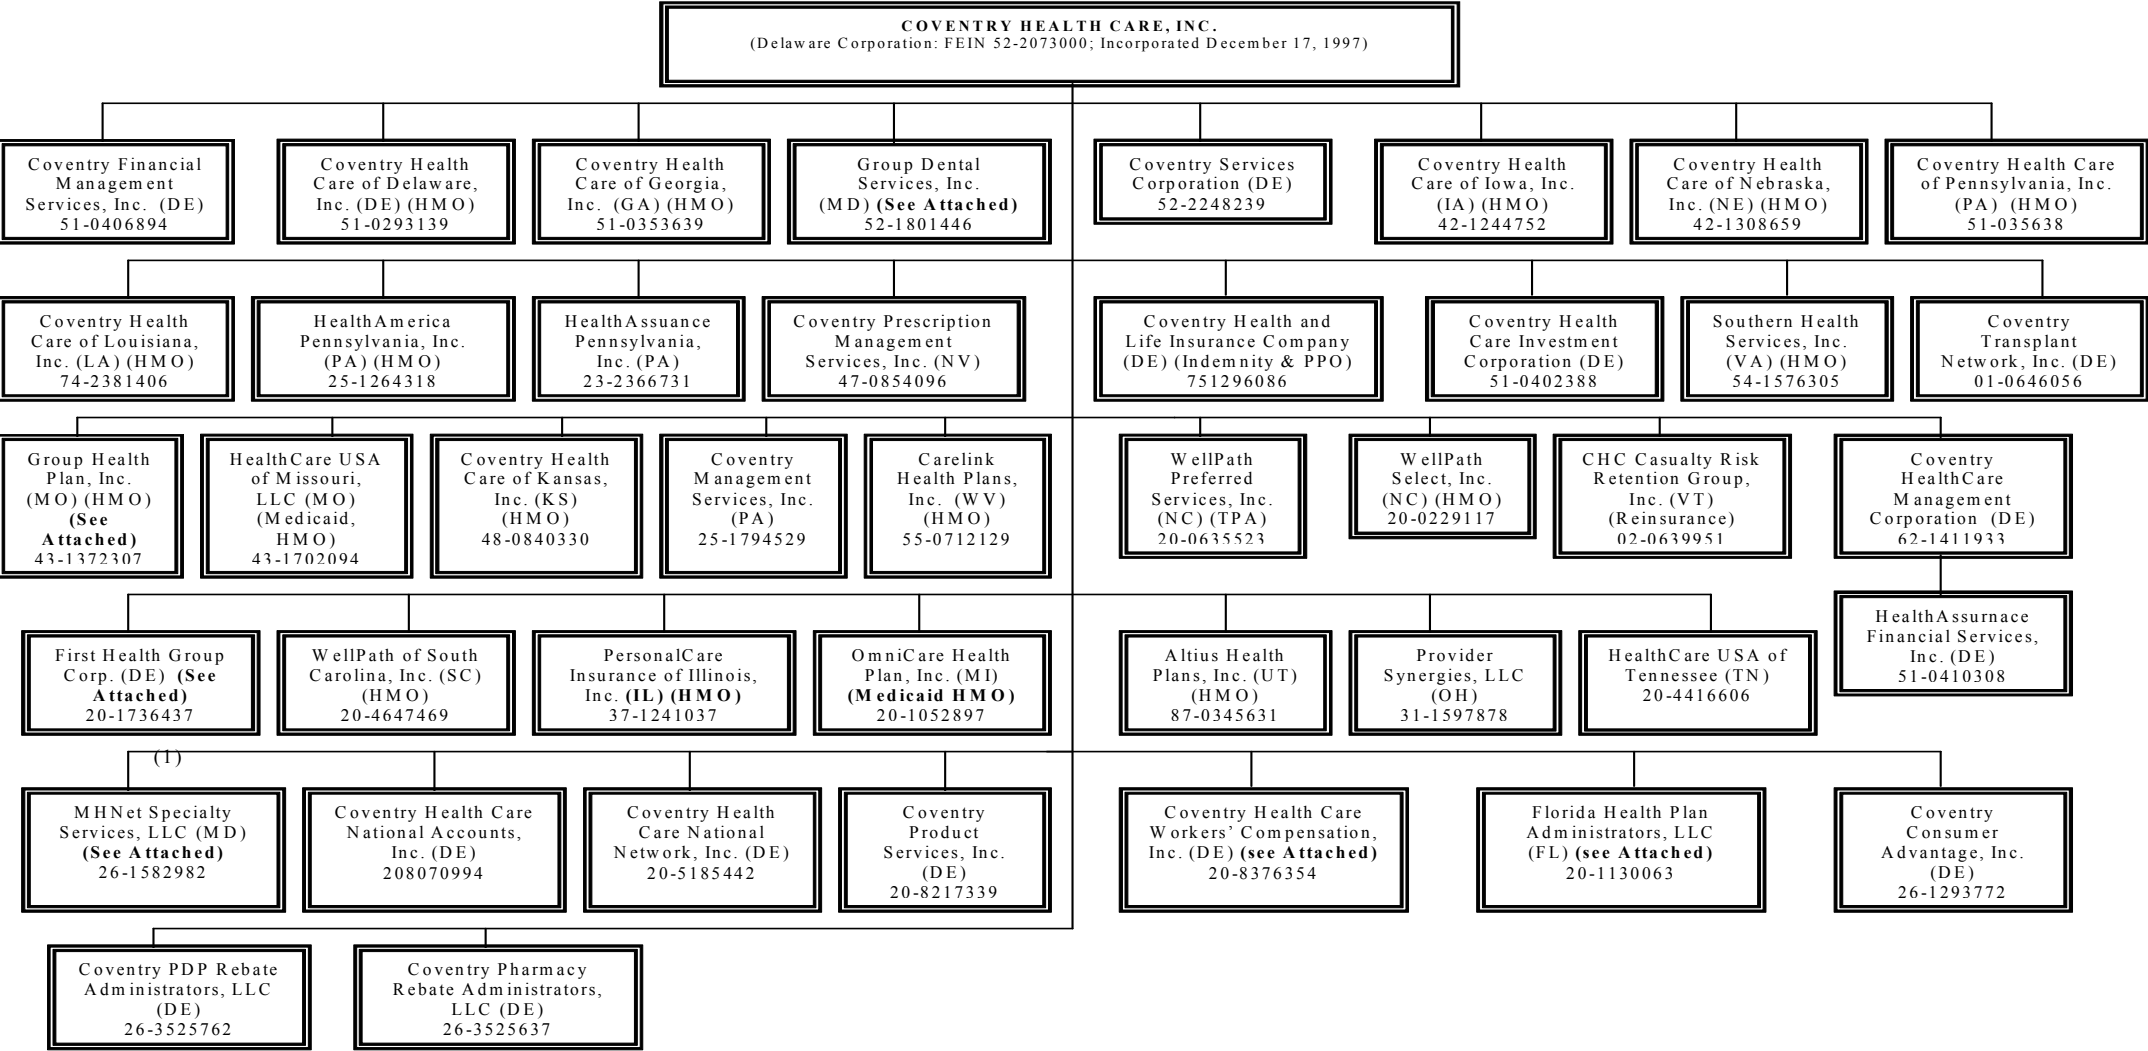 COVENTRY HEALTH CARE, INC.
(Delaware Corporation: FEIN 52-2073000; Incorporated December 17, 1997)
Coventry Financial
Management
Services, Inc. (DE)
51-0406894
Coventry Health
Care of Delaware,
Inc. (DE) (HMO)
51-0293139
Coventry Health
Care of Georgia,
Inc. (GA) (HMO)
51-0353639
Group Dental
Services, Inc.
(MD) (See Attached)
52-1801446
Coventry Services
Corporation (DE)
52-2248239
Coventry Health
Care of Iowa, Inc.
(IA) (HMO)
42-1244752
Coventry Health
Care of Nebraska,
Inc. (NE) (HMO)
42-1308659
Coventry Health Care
of Pennsylvania, Inc.
(PA) (HMO)
51-035638
Coventry Health
Care of Louisiana,
Inc. (LA) (HMO)
74-2381406
HealthAmerica
Pennsylvania, Inc.
(PA) (HMO)
25-1264318
HealthAssuance
Pennsylvania,
Inc. (PA)
23-2366731
Coventry Prescription
Management
Services, Inc. (NV)
47-0854096
Coventry Health and
Life Insurance Company
(DE) (Indemnity & PPO)
751296086
Coventry Health
Care Investment
Corporation (DE)
51-0402388
Southern Health
Services, Inc.
(VA) (HMO)
54-1576305
Coventry
Transplant
Network, Inc. (DE)
01-0646056
Group Health
Plan, Inc.
(MO) (HMO)
(See
Attached)
43-1372307
HealthCare USA
of Missouri,
LLC (MO)
(Medicaid,
HMO)
43-1702094
Coventry Health
Care of Kansas,
Inc. (KS)
(HMO)
48-0840330
Coventry
Management
Services, Inc.
(PA)
25-1794529
Carelink
Health Plans,
Inc. (WV)
(HMO)
55-0712129
WellPath
Preferred
Services, Inc.
(NC) (TPA)
20-0635523
WellPath
Select, Inc.
(NC) (HMO)
20-0229117
CHC Casualty Risk
Retention Group,
Inc. (VT)
(Reinsurance)
02-0639951
Coventry
HealthCare
Management
Corporation (DE)
62-1411933
HealthAssurnace
Financial Services,
Inc. (DE)
51-0410308
First Health Group
Corp. (DE) (See
Attached)
20-1736437
WellPath of South
Carolina, Inc. (SC)
(HMO)
20-4647469
PersonalCare
Insurance of Illinois,
Inc. (IL) (HMO)
37-1241037
OmniCare Health
Plan, Inc. (MI)
(Medicaid HMO)
20-1052897
Altius Health
Plans, Inc. (UT)
(HMO)
87-0345631
Provider
Synergies, LLC
(OH)
31-1597878
HealthCare USA of
Tennessee (TN)
20-4416606
(1)
MHNet Specialty
Services, LLC (MD)
(See Attached)
26-1582982
Coventry Health Care
National Accounts,
Inc. (DE)
208070994
Coventry Health
Care National
Network, Inc. (DE)
20-5185442
Coventry
Product
Services, Inc.
(DE)
20-8217339
Coventry Health Care
Workers' Compensation,
Inc. (DE) (see Attached)
20-8376354
Florida Health Plan
Administrators, LLC
(FL) (see Attached)
20-1130063
Coventry
Consumer
Advantage, Inc.
(DE)
26-1293772
Coventry PDP Rebate
Administrators, LLC
(DE)
26-3525762
Coventry Pharmacy
Rebate Administrators,
LLC (DE)
26-3525637